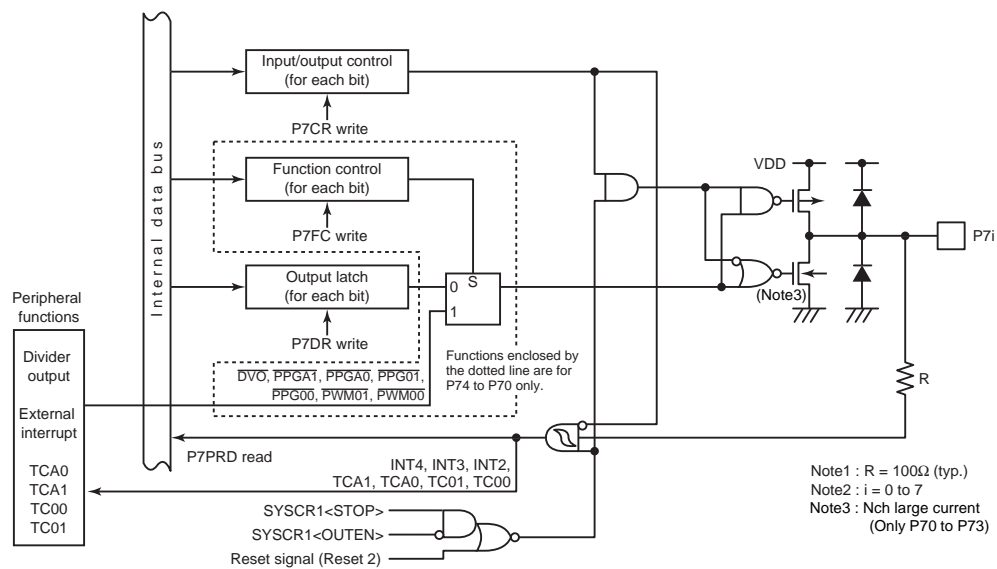 Internal data bus
Input/output control
(for each bit)
P7CR write
Function control
(for each bit)
P7FC write
Output latch
(for each bit)
P7DR write
0
S
1
VDD
P7i
(Note3)
R
Peripheral
functions
Divider
output
External
interrupt
TCA0
TCA1
TC00
TC01
DVO, PPGA1, PPGA0, PPG01,
PPG00, PWM01, PWM00
Functions enclosed by
the dotted line are for
P74 to P70 only.
P7PRD read
INT4, INT3, INT2,
TCA1, TCA0, TC01, TC00
SYSCR1<STOP>
SYSCR1<OUTEN>
Reset signal (Reset 2)
Note1 : R = 100Ω (typ.)
Note2 : i = 0 to 7
Note3 : Nch large current
(Only P70 to P73)